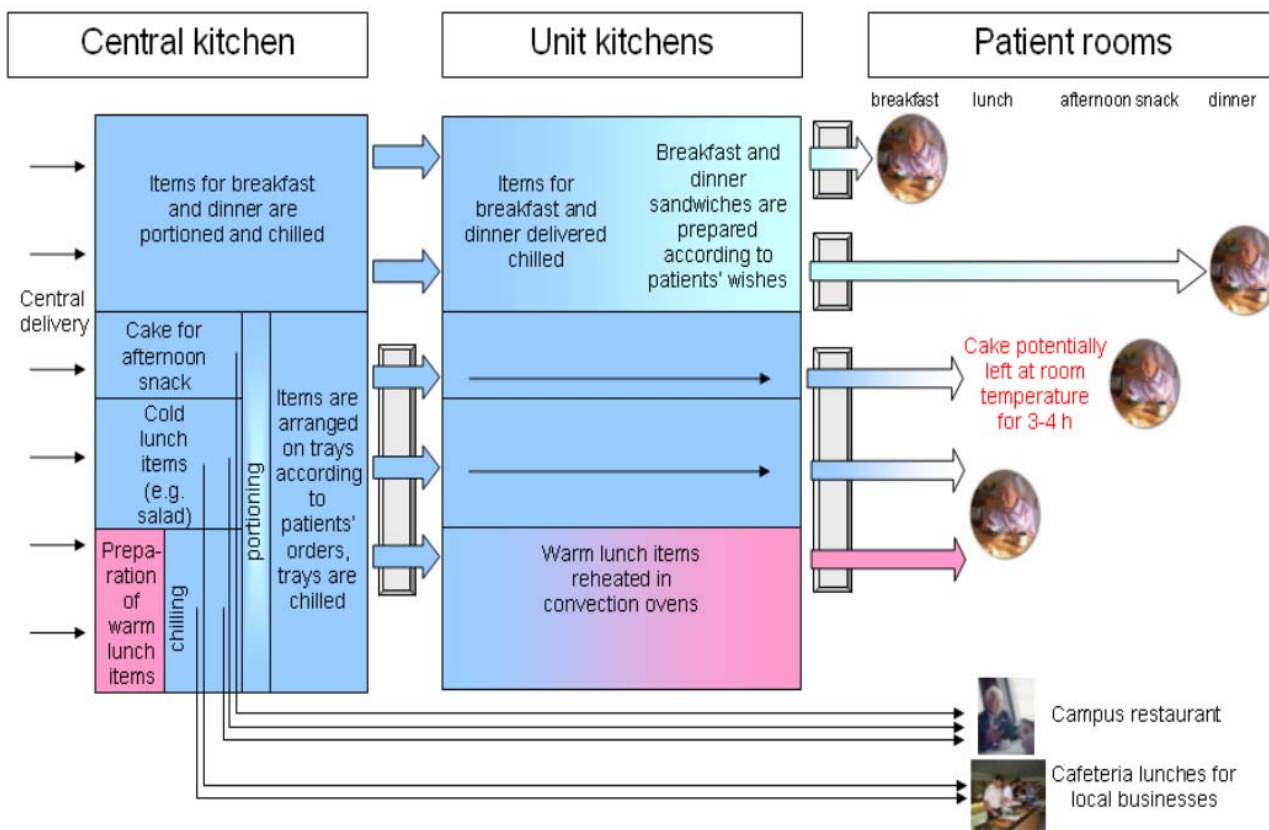 Central kitchen
Unit kitchens
Patient rooms
breakfast
lunch
afternoon snack
dinner
Central
delivery
Items for breakfast
and dinner are
portioned and chilled
Cake for
afternoon
snack
Cold
lunch
items
(e.g.
salad)
Prepa-
ration
of
warm
lunch
items
chilling
portioning
Items are
arranged
on trays
according
to
patients'
orders,
trays are
chilled
Items for
breakfast and
dinner delivered
chilled
Breakfast and
dinner
sandwiches are
prepared
according to
patients' wishes
Warm lunch items
reheated in
convection ovens
Cake potentially
left at room
temperature
for 3-4 h
Campus restaurant
Cafeteria lunches for
local businesses